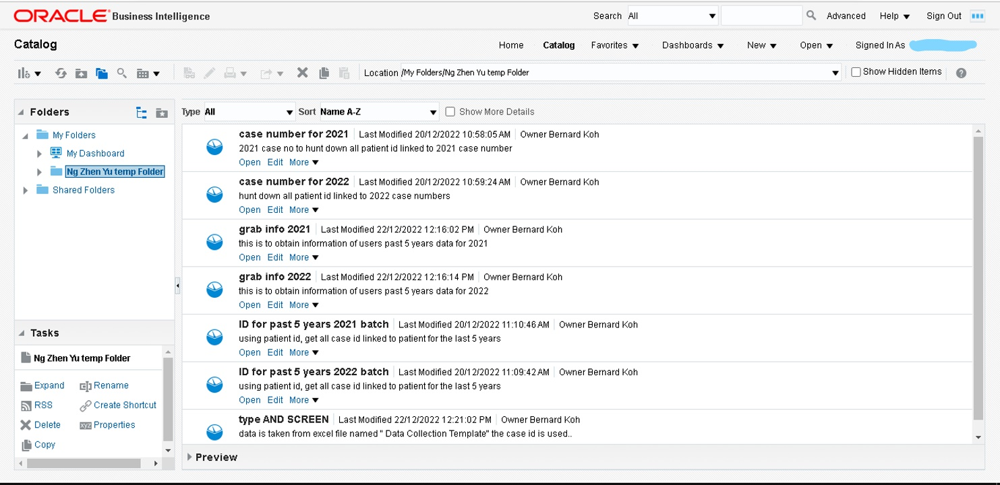 ORACLE Business Intelligence
Search All Advanced Help Sign Out
Catalog
Home Catalog Favorites Dashboards New Open Signed In As
Location /My Folders/Ng Zhen Yu temp Folder Show Hidden Items
Folders
My Folders
My Dashboard
Ng Zhen Yu temp Folder
Shared Folders
Tasks
Ng Zhen Yu temp Folder
Expand Rename
RSS Create Shortcut
Delete xyz Properties
Copy
Type All Sort Name A-Z Show More Details
case number for 2021 Last Modified 20/12/2022 10:58:05 AM Owner Bernard Koh
2021 case no to hunt down all patient id linked to 2021 case number
Open Edit More
case number for 2022 Last Modified 20/12/2022 10:59:24 AM Owner Bernard Koh
hunt down all patient id linked to 2022 case numbers
Open Edit More
grab info 2021 Last Modified 22/12/2022 12:16:02 PM Owner Bernard Koh
this is to obtain information of users past 5 years data for 2021
Open Edit More
grab info 2022 Last Modified 22/12/2022 12:16:14 PM Owner Bernard Koh
this is to obtain information of users past 5 years data for 2022
Open Edit More
ID for past 5 years 2021 batch Last Modified 20/12/2022 11:10:46 AM Owner Bernard Koh
using patient id, get all case id linked to patient for the last 5 years
Open Edit More
ID for past 5 years 2022 batch Last Modified 20/12/2022 11:09:42 AM Owner Bernard Koh
using patient id, get all case id linked to patient for the last 5 years
Open Edit More
type AND SCREEN Last Modified 22/12/2022 12:21:02 PM Owner Bernard Koh
data is taken from excel file named " Data Collection Template" the case id is used..
Preview